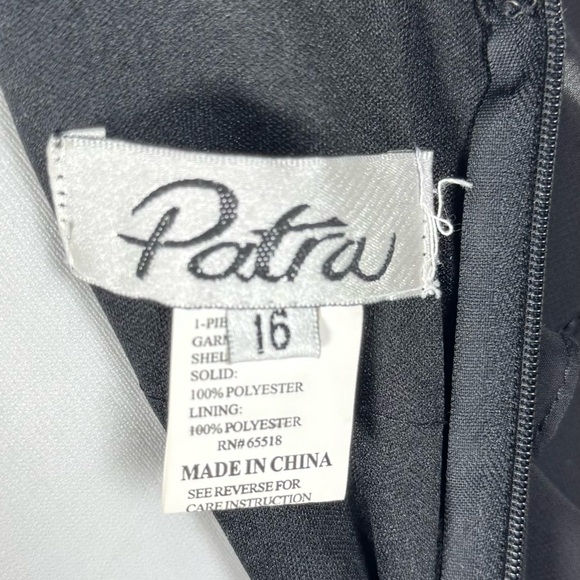 Patra
16
1-PIE
GARM
SHEL
SOLID:
100% POLYESTER
LINING:
100% POLYESTER
RN# 65518
MADE IN CHINA
SEE REVERSE FOR
CARE INSTRUCTION